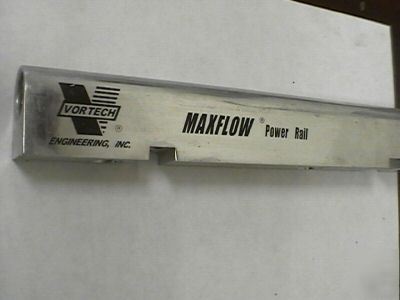 VORTECH ®
ENGINEERING, INC.
MAXFLOW ® Power Rail